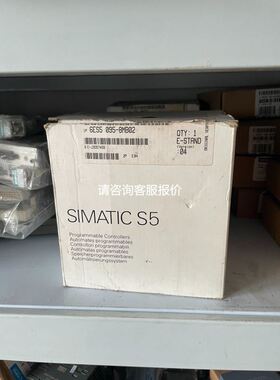 6ES5 095-8MB02
QTY: 1
E-STAND
04
请咨询客服报价
SIMATIC S5
Programmable Controllers
Automates programmables
Controllori programmabili
Autómatas programables
Speicherprogrammierbares
Automatisierungssystem